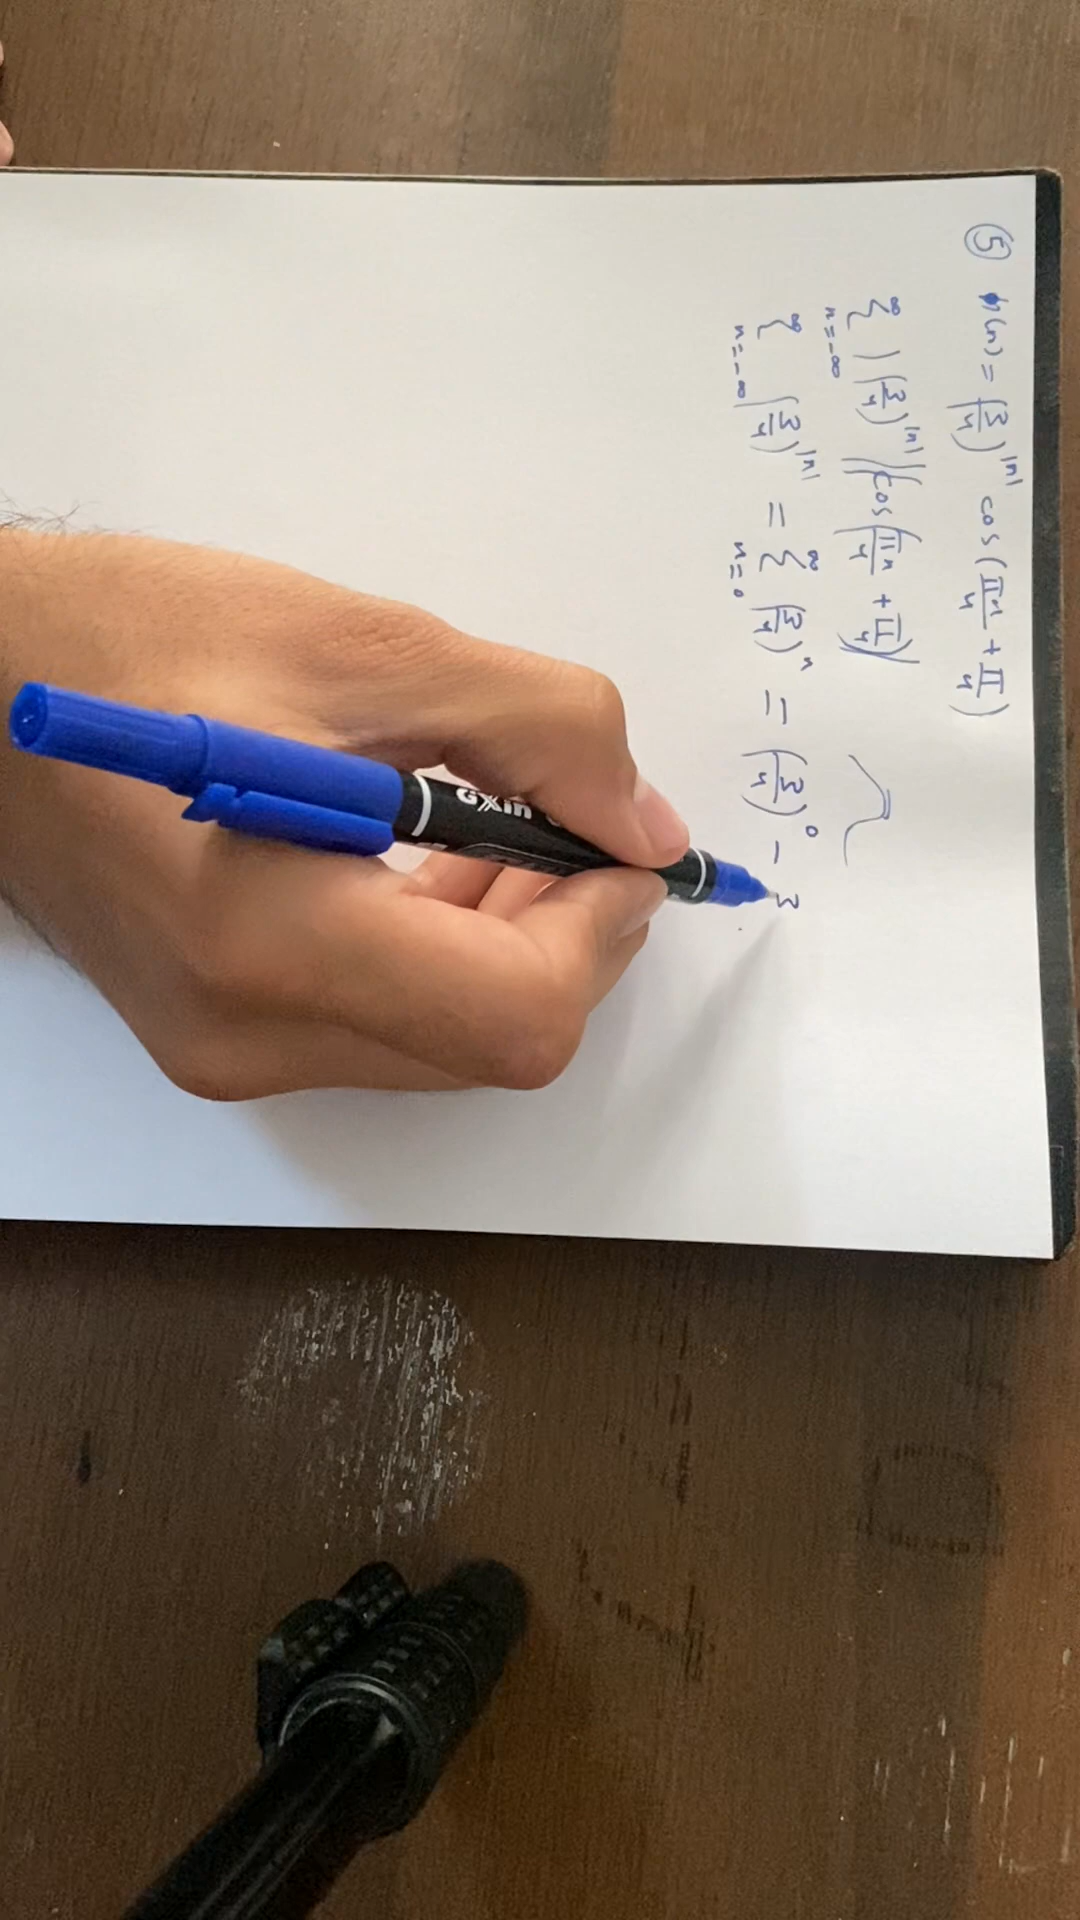 ⑤ h(n) = (3/4)^|n| cos(πn/4 + π/4)
∞ Σ n=-∞ |(3/4)^|n|| |cos(πn/4 + π/4)|
∞ Σ n=-∞ (3/4)^|n| = ∞ Σ n=0 (3/4)^n = (3/4)^0 - 3
Gxin